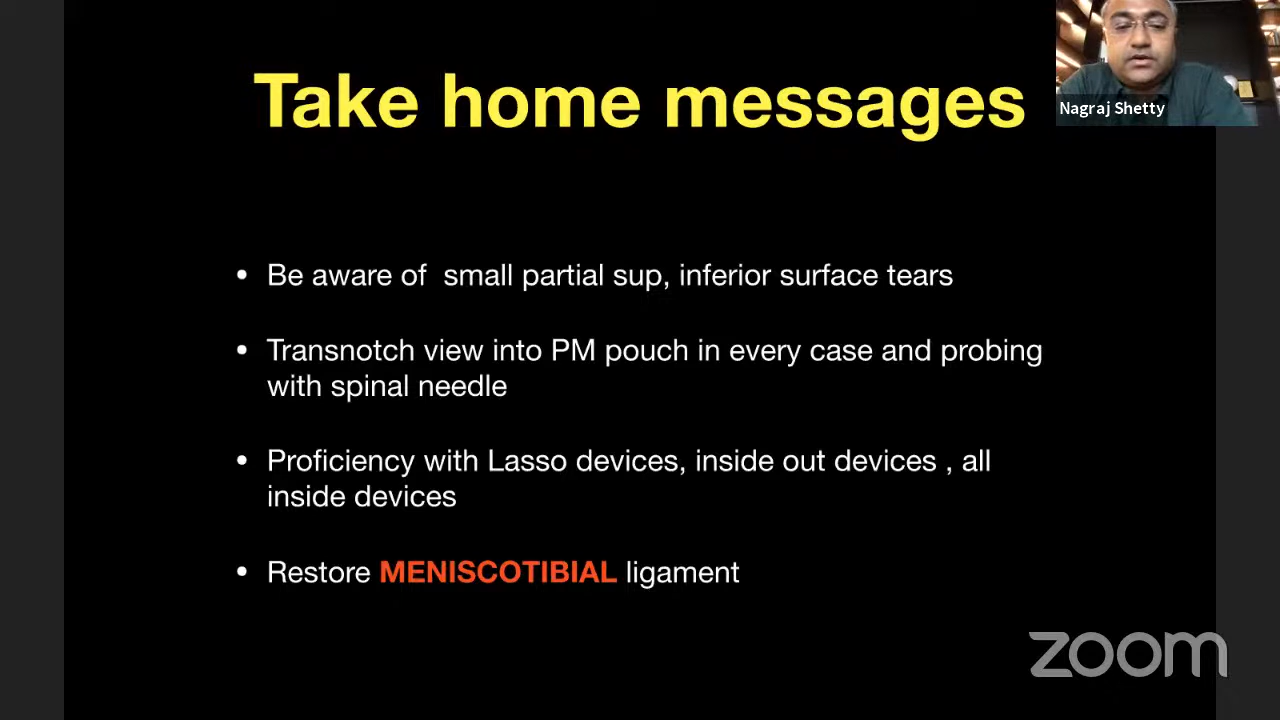 Take home messages
Nagraj Shetty
• Be aware of  small partial sup, inferior surface tears
• Transnotch view into PM pouch in every case and probing
with spinal needle
• Proficiency with Lasso devices, inside out devices , all
inside devices
• Restore MENISCOTIBIAL ligament
zoom